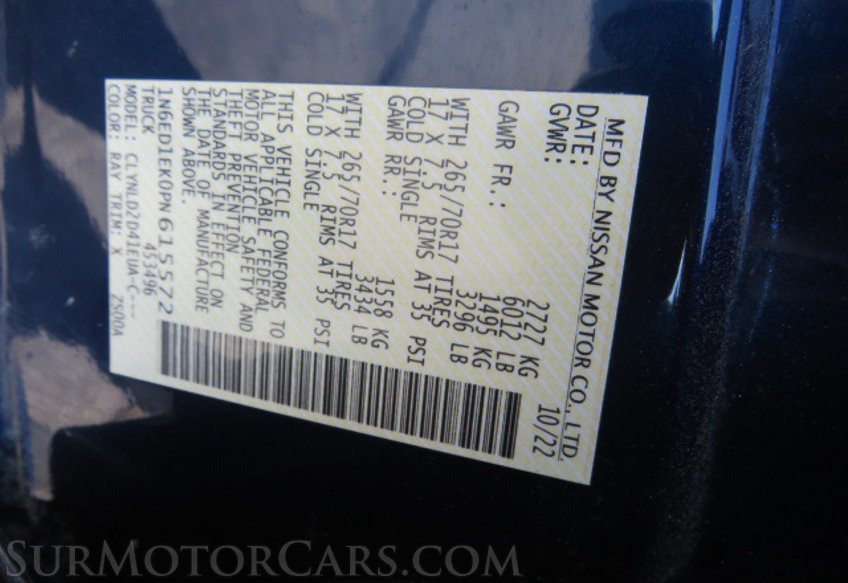 MFD BY NISSAN MOTOR CO., LTD.
DATE: 10/22
GVWR: 2727 KG
6012 LB
GAWR FR.: 1495 KG
3296 LB
WITH 265/70R17 TIRES
17 X 7.5 RIMS AT 35 PSI
COLD SINGLE
GAWR RR.: 1558 KG
3434 LB
WITH 265/70R17 TIRES
17 X 7.5 RIMS AT 35 PSI
COLD SINGLE
THIS VEHICLE CONFORMS TO
ALL APPLICABLE FEDERAL
MOTOR VEHICLE SAFETY AND
THEFT PREVENTION
STANDARDS IN EFFECT ON
THE DATE OF MANUFACTURE
SHOWN ABOVE.
1N6ED1EK0PN615572
TRUCK 453496
MODEL: CLYNLD2D41EUA-C---
COLOR: RAY TRIM: X 2S00A
SURMOTORCARS.COM